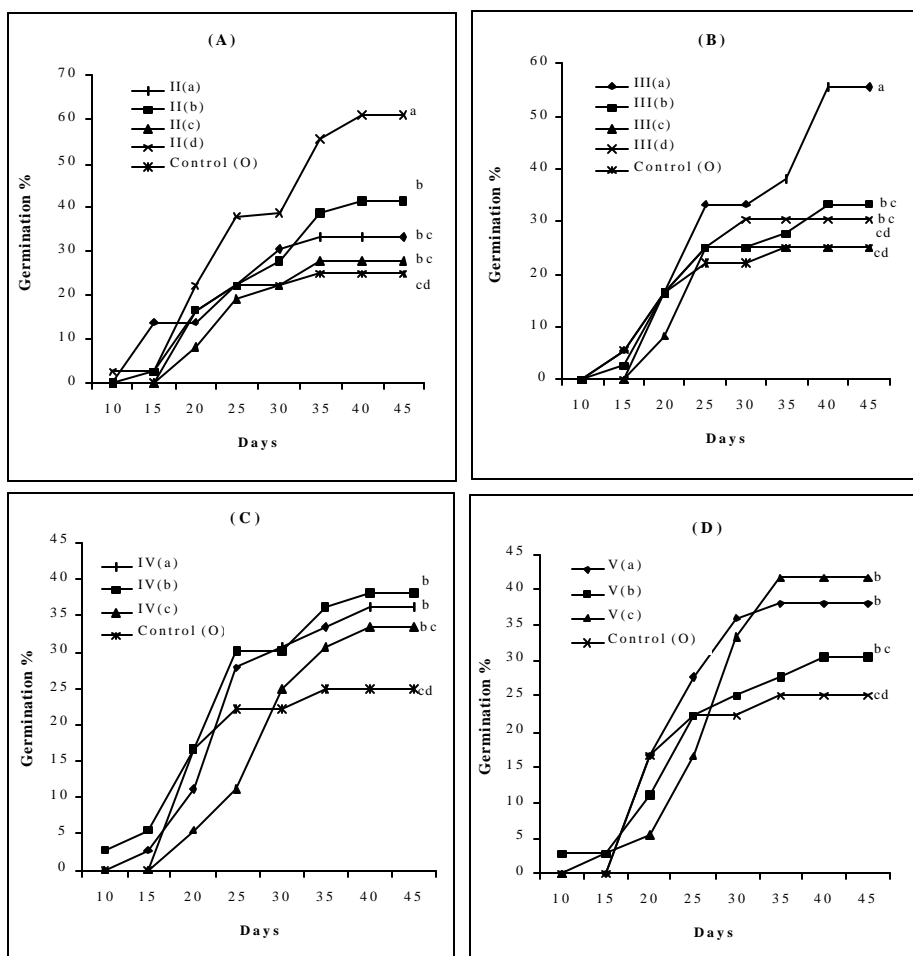 (A)
70
60
50
40
30
20
10
0
Germination %
II(a)
II(b)
II(c)
II(d)
Control (O)
a
b
bc
bc
cd
10 15 20 25 30 35 40 45
Days
(B)
60
50
40
30
20
10
0
Germination %
III(a)
III(b)
III(c)
III(d)
Control (O)
a
bc
bc
cd
cd
10 15 20 25 30 35 40 45
Days
(C)
45
40
35
30
25
20
15
10
5
0
Germination %
IV(a)
IV(b)
IV(c)
Control (O)
b
b
bc
cd
10 15 20 25 30 35 40 45
Days
(D)
45
40
35
30
25
20
15
10
5
0
Germination %
V(a)
V(b)
V(c)
Control (O)
b
b
bc
cd
10 15 20 25 30 35 40 45
Days